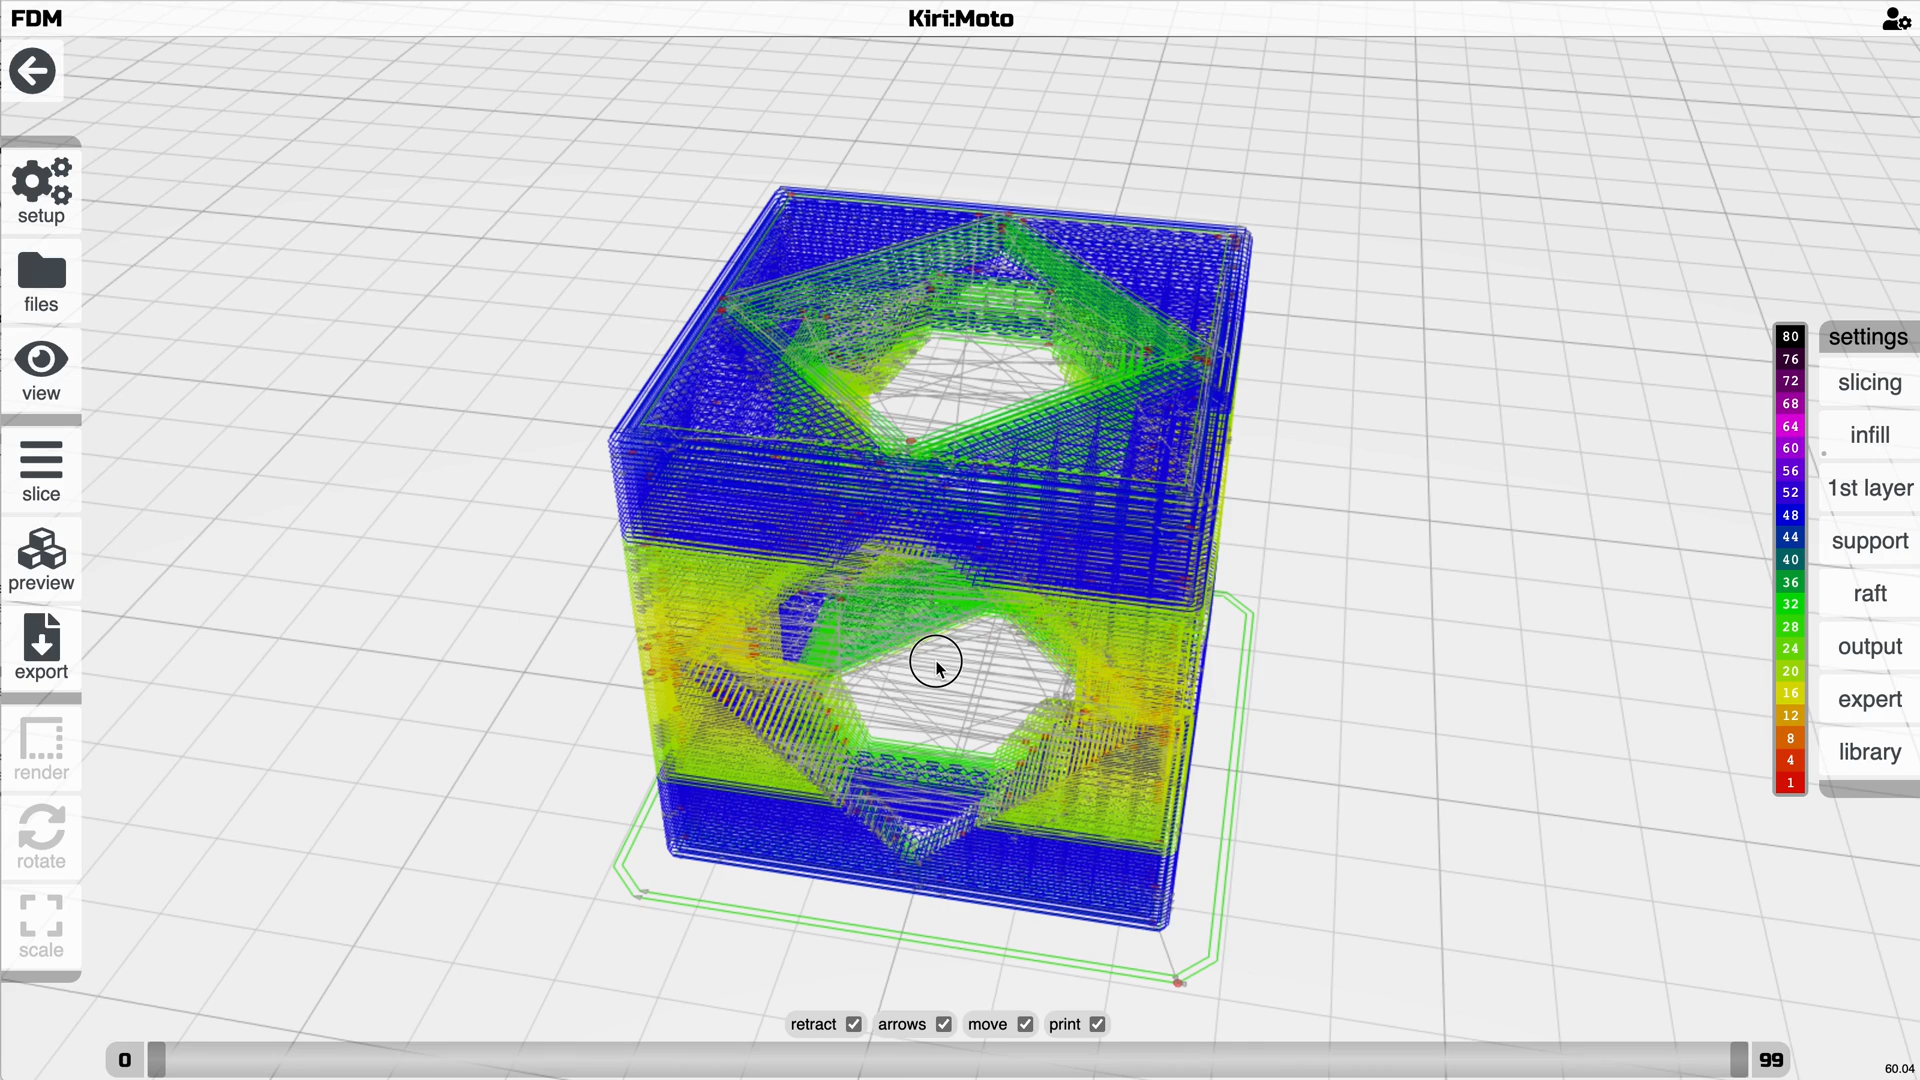 FDM
Kiri:Moto
setup
files
view
slice
preview
export
render
rotate
scale
80
76
72
68
64
60
56
52
48
44
40
36
32
28
24
20
16
12
8
4
1
settings
slicing
infill
1st layer
support
raft
output
expert
library
retract arrows move print
0 99
60.04